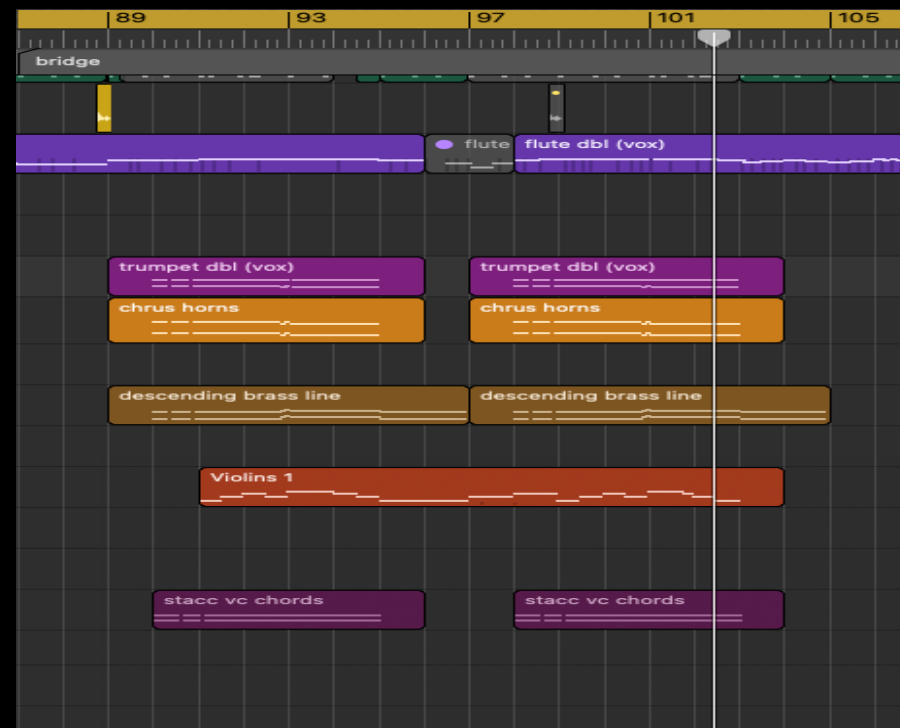 89 93 97 101 105
bridge
flute flute dbl (vox)
trumpet dbl (vox) trumpet dbl (vox)
chrus horns chrus horns
descending brass line descending brass line
Violins 1
stacc vc chords stacc vc chords